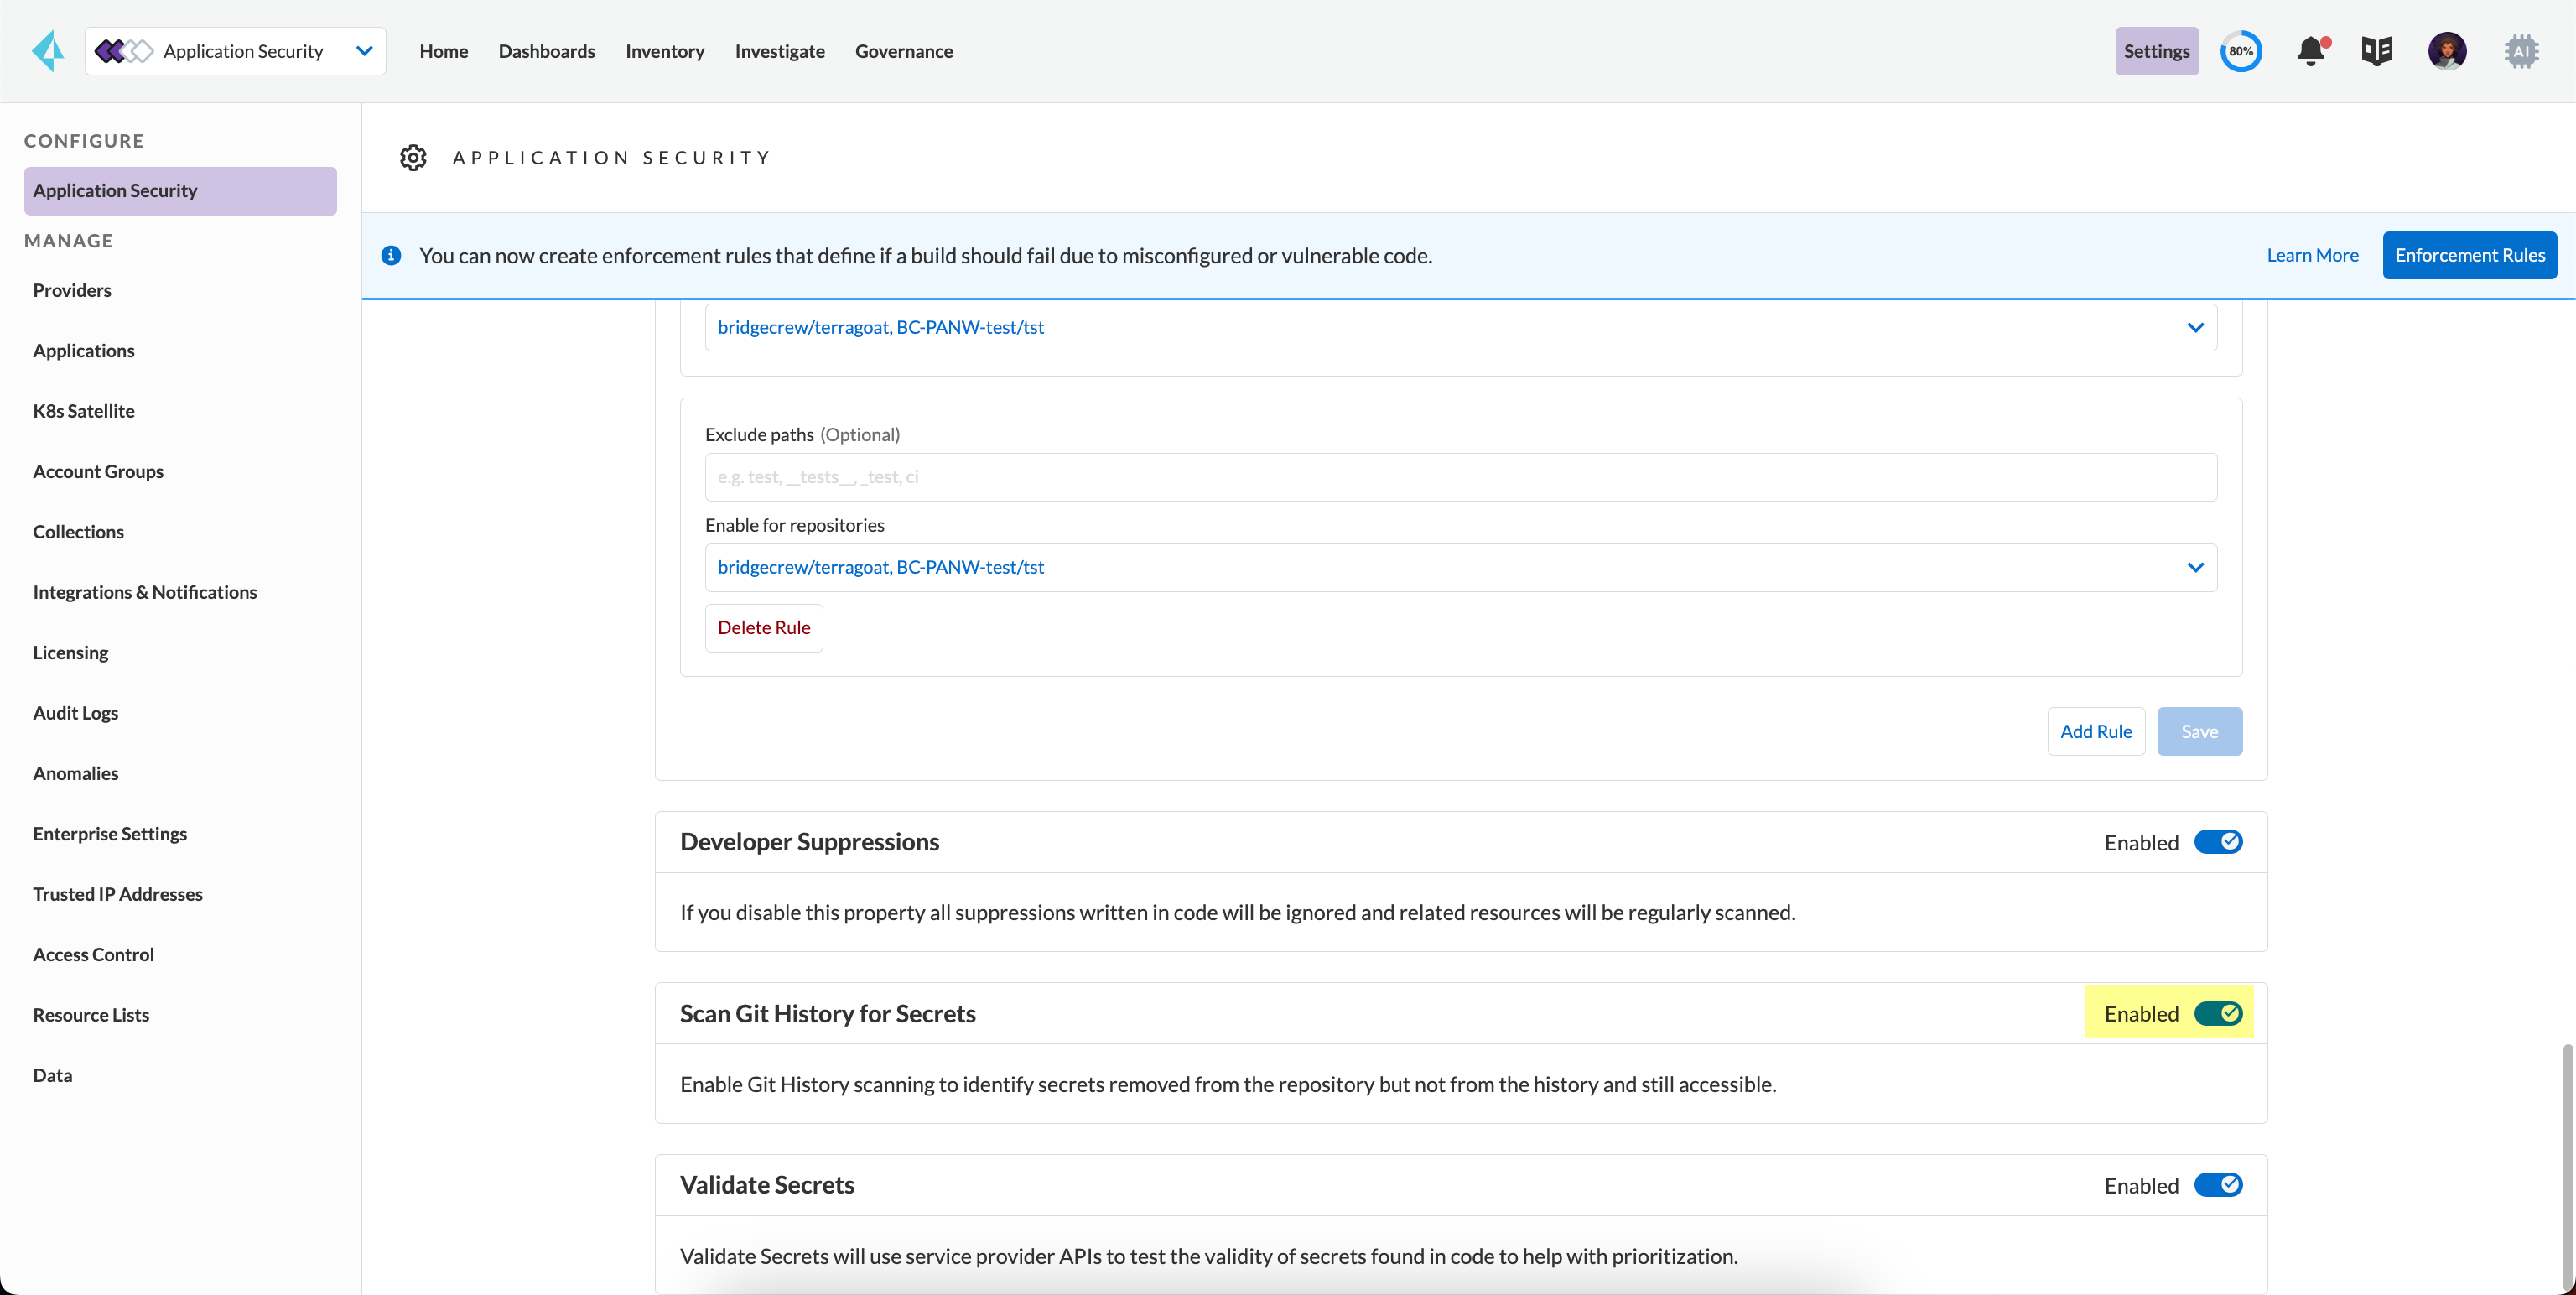 Application Security
Home
Dashboards
Inventory
Investigate
Governance
Settings
80%
AI
CONFIGURE
Application Security
MANAGE
Providers
Applications
K8s Satellite
Account Groups
Collections
Integrations & Notifications
Licensing
Audit Logs
Anomalies
Enterprise Settings
Trusted IP Addresses
Access Control
Resource Lists
Data
APPLICATION SECURITY
You can now create enforcement rules that define if a build should fail due to misconfigured or vulnerable code.
Learn More
Enforcement Rules
bridgecrew/terragoat, BC-PANW-test/tst
Exclude paths (Optional)
e.g. test, __tests__, _test, ci
Enable for repositories
bridgecrew/terragoat, BC-PANW-test/tst
Delete Rule
Add Rule
Save
Developer Suppressions
Enabled
If you disable this property all suppressions written in code will be ignored and related resources will be regularly scanned.
Scan Git History for Secrets
Enabled
Enable Git History scanning to identify secrets removed from the repository but not from the history and still accessible.
Validate Secrets
Enabled
Validate Secrets will use service provider APIs to test the validity of secrets found in code to help with prioritization.